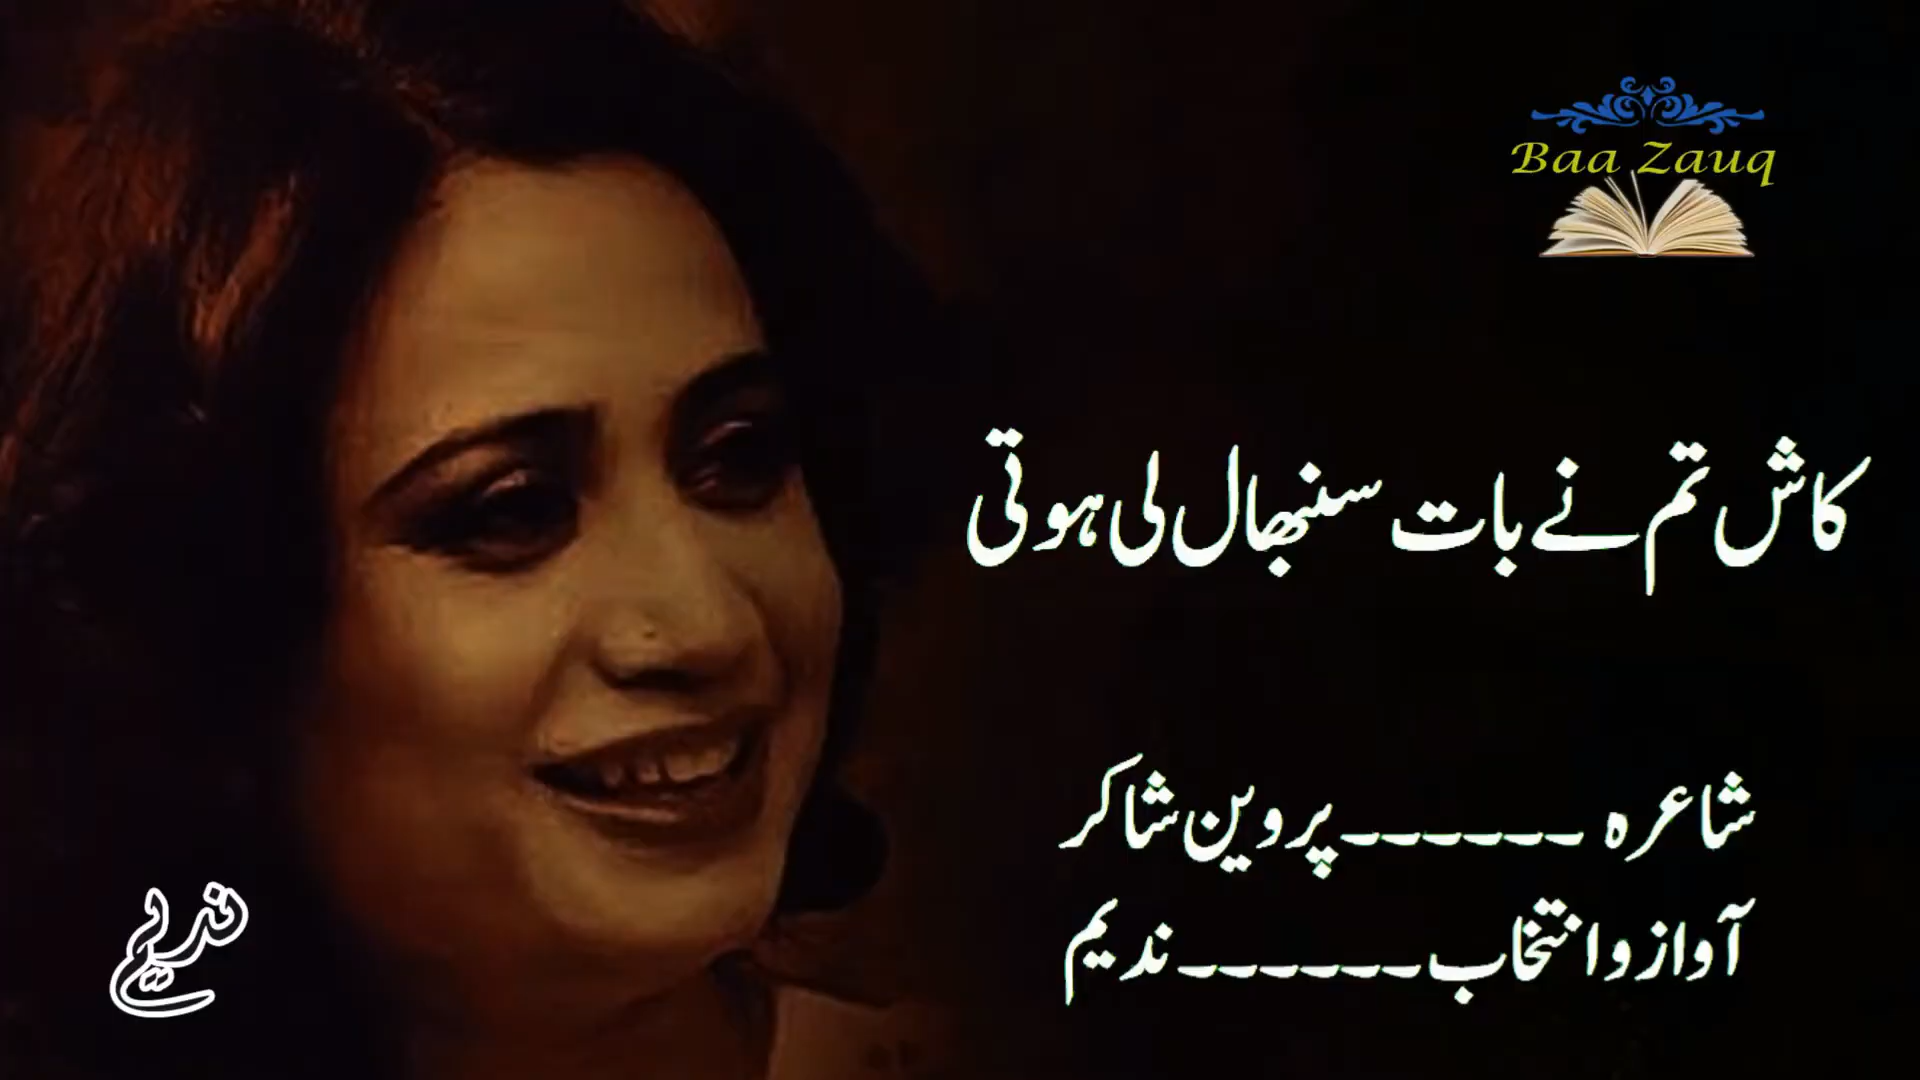 Baa Zauq
کاش تم نے بات سنبھال لی ہوتی
شاعرہ ------ پروین شاکر
آواز و انتخاب ------ ندیم
ندیم